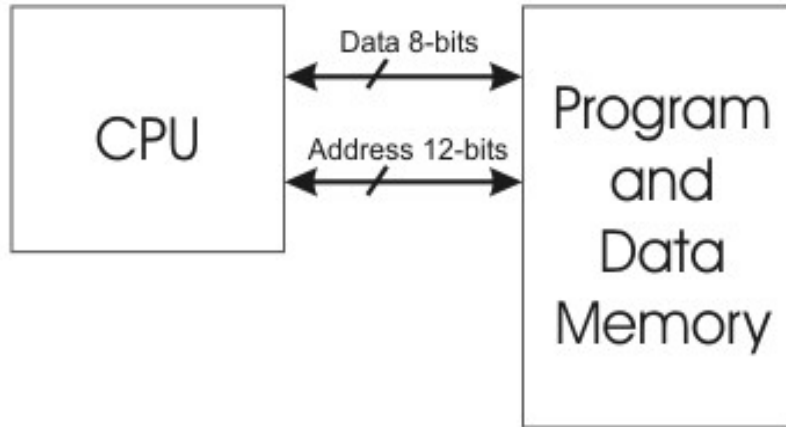 CPU
Data 8-bits
Address 12-bits
Program
and
Data
Memory